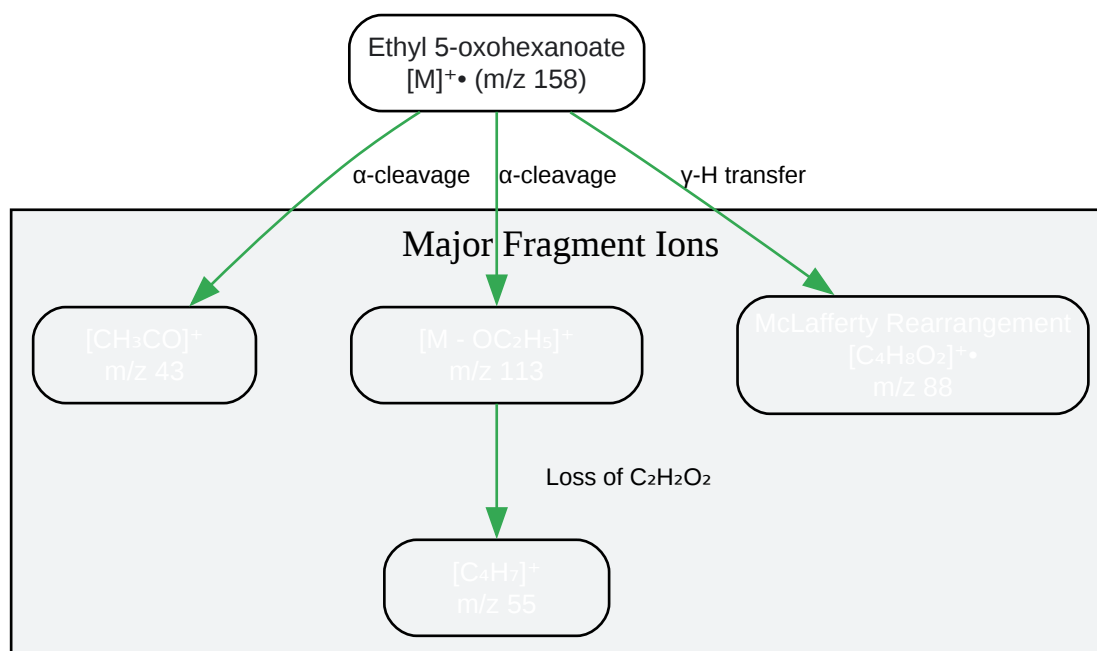 Ethyl 5-oxohexanoate
[M]⁺• (m/z 158)
α-cleavage
α-cleavage
γ-H transfer
Major Fragment Ions
[CH₃CO]⁺
m/z 43
[M - OC₂H₅]⁺
m/z 113
McLafferty Rearrangement
[C₄H₈O₂]⁺•
m/z 88
Loss of C₂H₂O₂
[C₄H₇]⁺
m/z 55